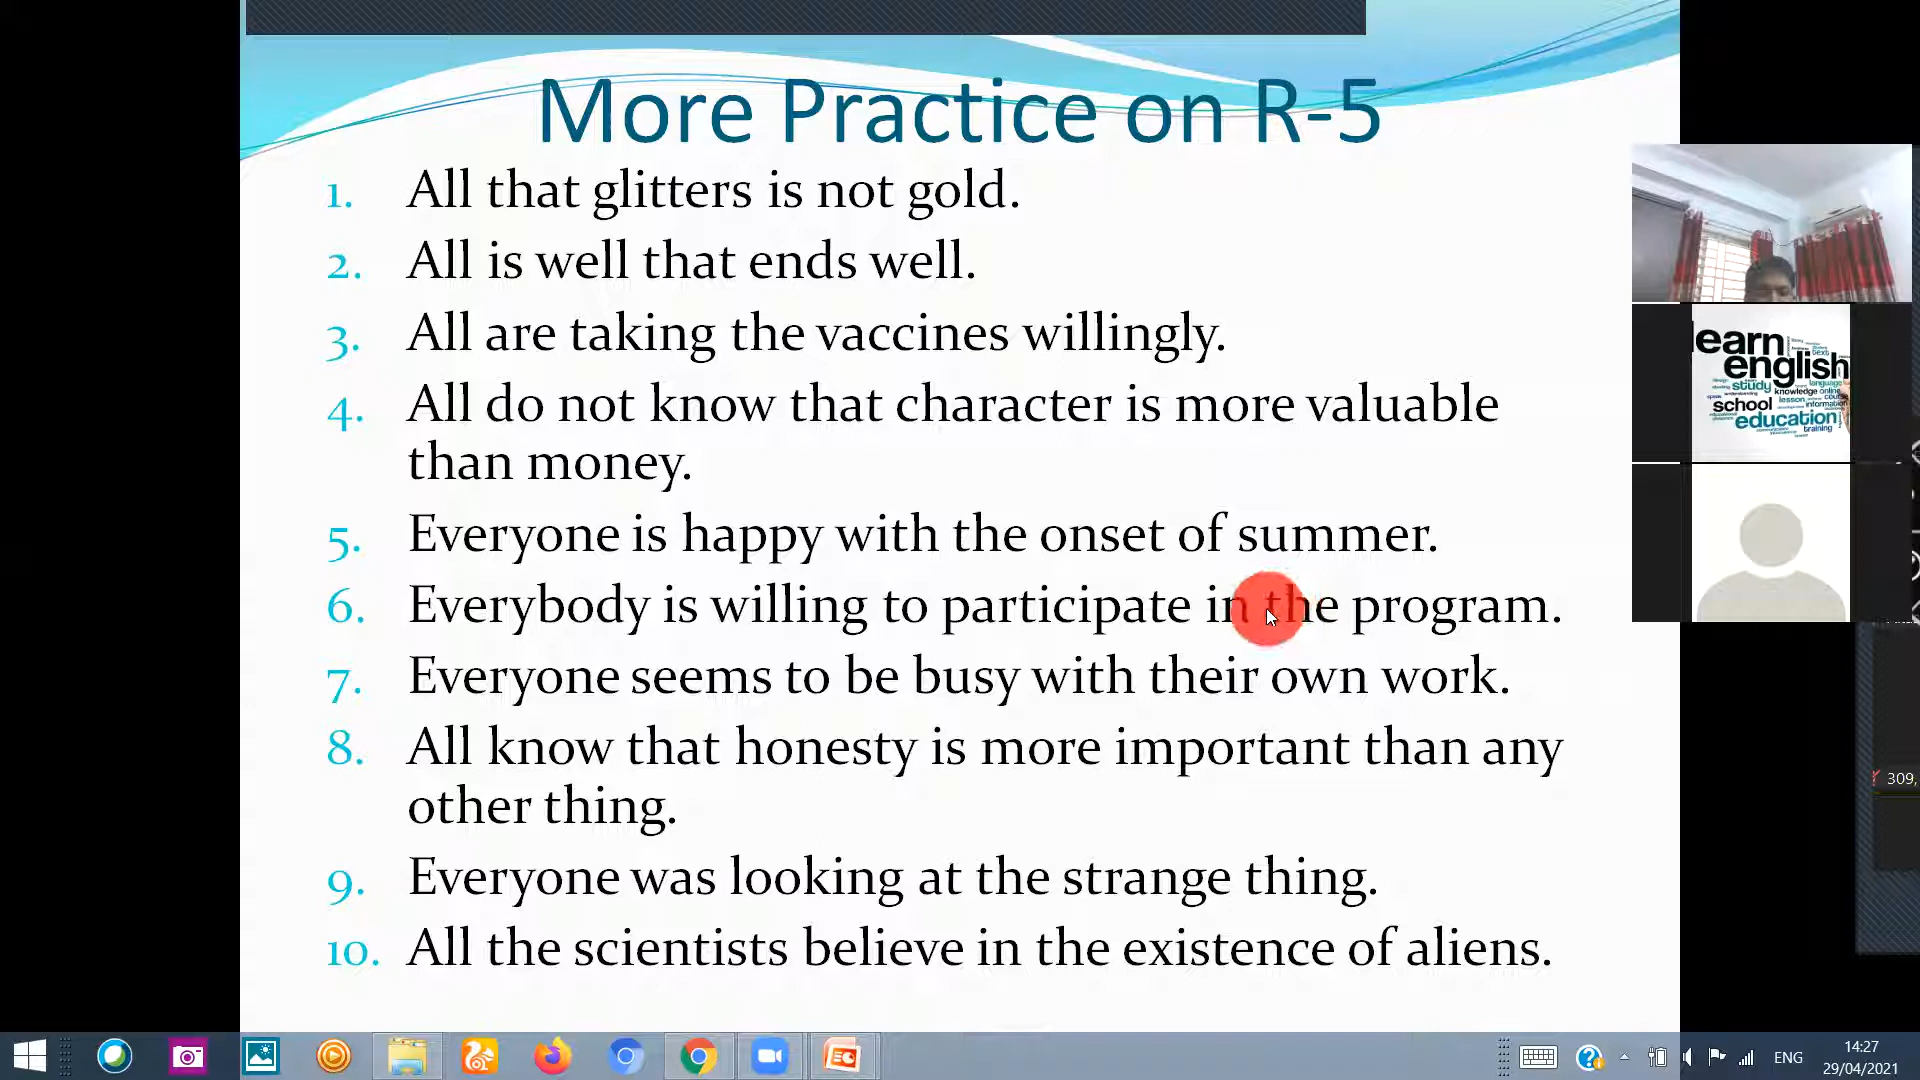 More Practice on R-5
1. All that glitters is not gold.
2. All is well that ends well.
3. All are taking the vaccines willingly.
4. All do not know that character is more valuable
than money.
5. Everyone is happy with the onset of summer.
6. Everybody is willing to participate in the program.
7. Everyone seems to be busy with their own work.
8. All know that honesty is more important than any
other thing.
9. Everyone was looking at the strange thing.
10. All the scientists believe in the existence of aliens.
learn
english
study
knowledge online
school
information
education
training
309,
ENG
14:27
29/04/2021